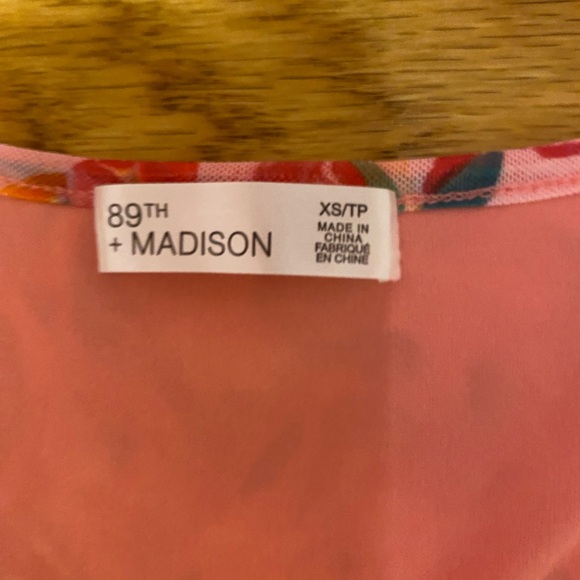 89TH
+ MADISON
XS/TP
MADE IN
CHINA
FABRIQUÉ
EN CHINE